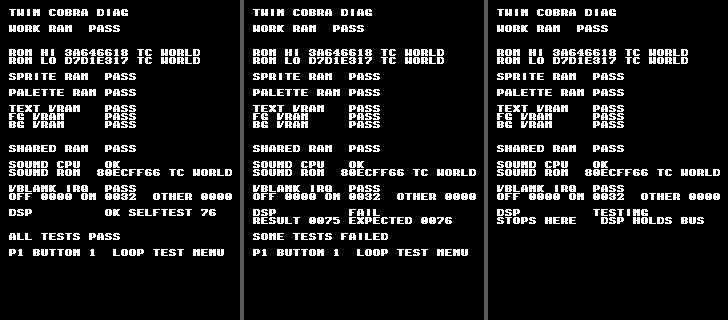 TWIN COBRA DIAG
WORK RAM  PASS
ROM HI 3A646618 TC WORLD
ROM LO D7D1E317 TC WORLD
SPRITE RAM  PASS
PALETTE RAM PASS
TEXT VRAM   PASS
FG VRAM     PASS
BG VRAM     PASS
SHARED RAM  PASS
SOUND CPU   OK
SOUND ROM  80ECFF66 TC WORLD
VBLANK IRQ  PASS
OFF 0000 ON 0032  OTHER 0000
DSP         OK SELFTEST 76
ALL TESTS PASS
P1 BUTTON 1  LOOP TEST MENU
TWIN COBRA DIAG
WORK RAM  PASS
ROM HI 3A646618 TC WORLD
ROM LO D7D1E317 TC WORLD
SPRITE RAM  PASS
PALETTE RAM PASS
TEXT VRAM   PASS
FG VRAM     PASS
BG VRAM     PASS
SHARED RAM  PASS
SOUND CPU   OK
SOUND ROM  80ECFF66 TC WORLD
VBLANK IRQ  PASS
OFF 0000 ON 0032  OTHER 0000
DSP         FAIL
RESULT 0075 EXPECTED 0076
SOME TESTS FAILED
P1 BUTTON 1  LOOP TEST MENU
TWIN COBRA DIAG
WORK RAM  PASS
ROM HI 3A646618 TC WORLD
ROM LO D7D1E317 TC WORLD
SPRITE RAM  PASS
PALETTE RAM PASS
TEXT VRAM   PASS
FG VRAM     PASS
BG VRAM     PASS
SHARED RAM  PASS
SOUND CPU   OK
SOUND ROM  80ECFF66 TC WORLD
VBLANK IRQ  PASS
OFF 0000 ON 0032  OTHER 0000
DSP         TESTING
STOPS HERE   DSP HOLDS BUS